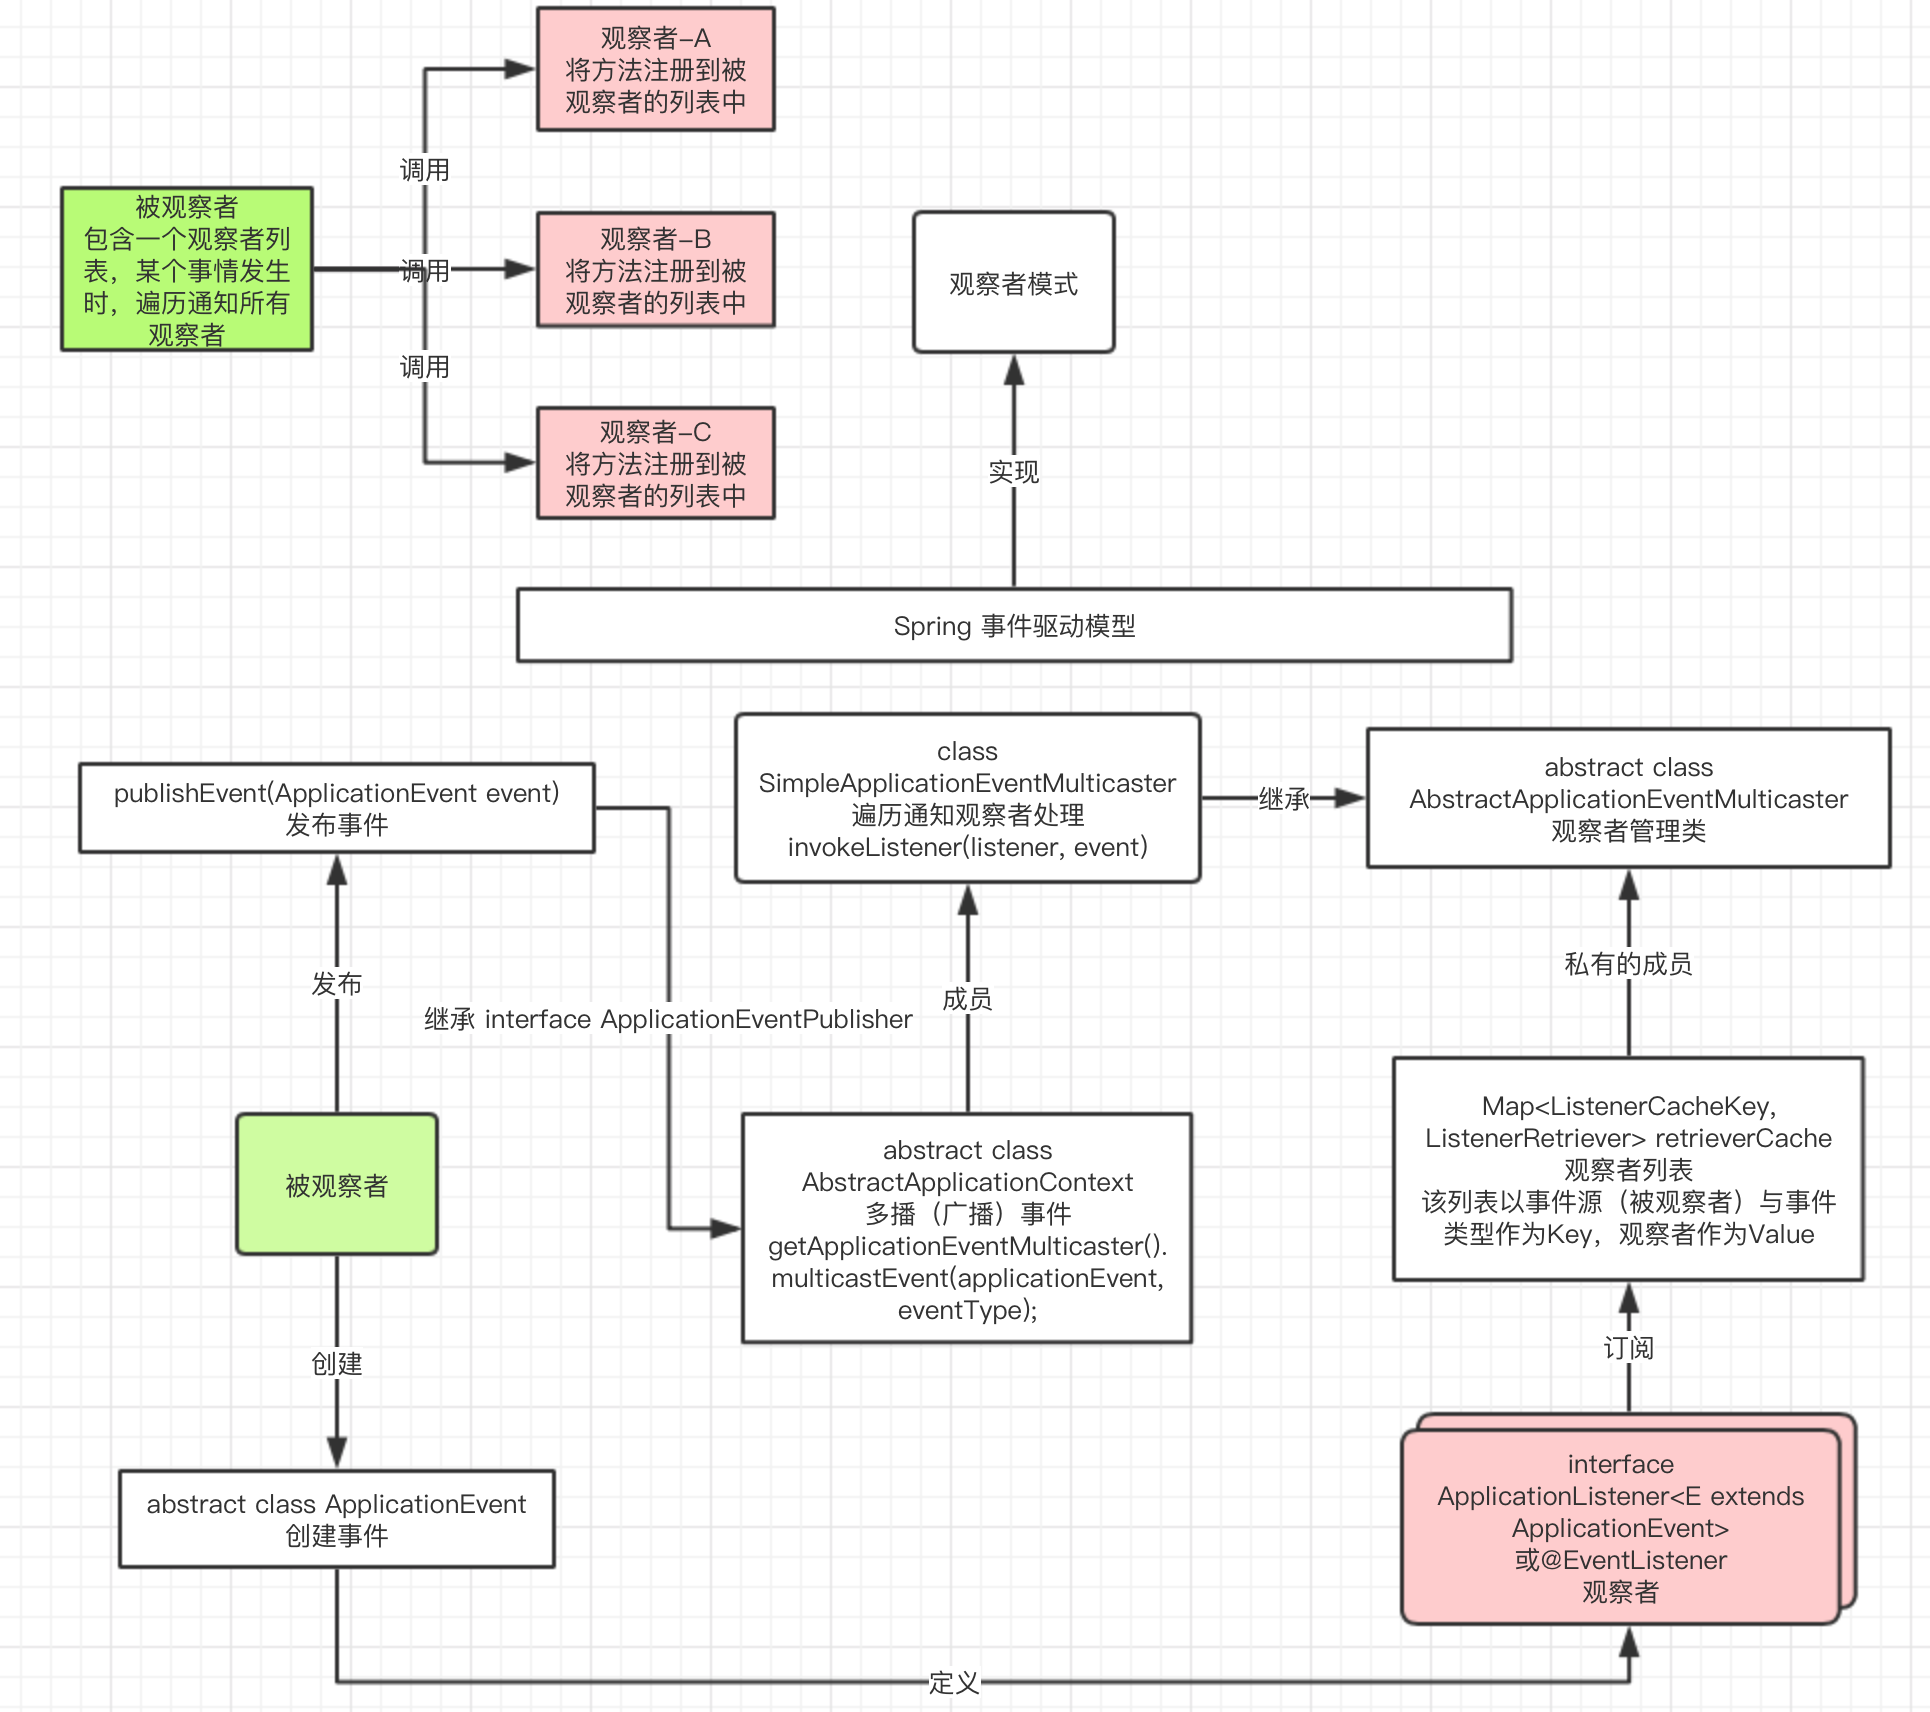 观察者-A
将方法注册到被
观察者的列表中
调用
被观察者
包含一个观察者列
表，某个事情发生
时，遍历通知所有
观察者
调用
观察者-B
将方法注册到被
观察者的列表中
观察者模式
调用
观察者-C
将方法注册到被
观察者的列表中
实现
Spring 事件驱动模型
publishEvent(ApplicationEvent event)
发布事件
class
SimpleApplicationEventMulticaster
遍历通知观察者处理
invokeListener(listener, event)
继承
abstract class
AbstractApplicationEventMulticaster
观察者管理类
发布
继承 interface ApplicationEventPublisher
成员
私有的成员
被观察者
abstract class
AbstractApplicationContext
多播（广播）事件
getApplicationEventMulticaster().
multicastEvent(applicationEvent,
eventType);
Map<ListenerCacheKey,
ListenerRetriever> retrieverCache
观察者列表
该列表以事件源（被观察者）与事件
类型作为Key，观察者作为Value
创建
订阅
abstract class ApplicationEvent
创建事件
interface
ApplicationListener<E extends
ApplicationEvent>
或@EventListener
观察者
定义